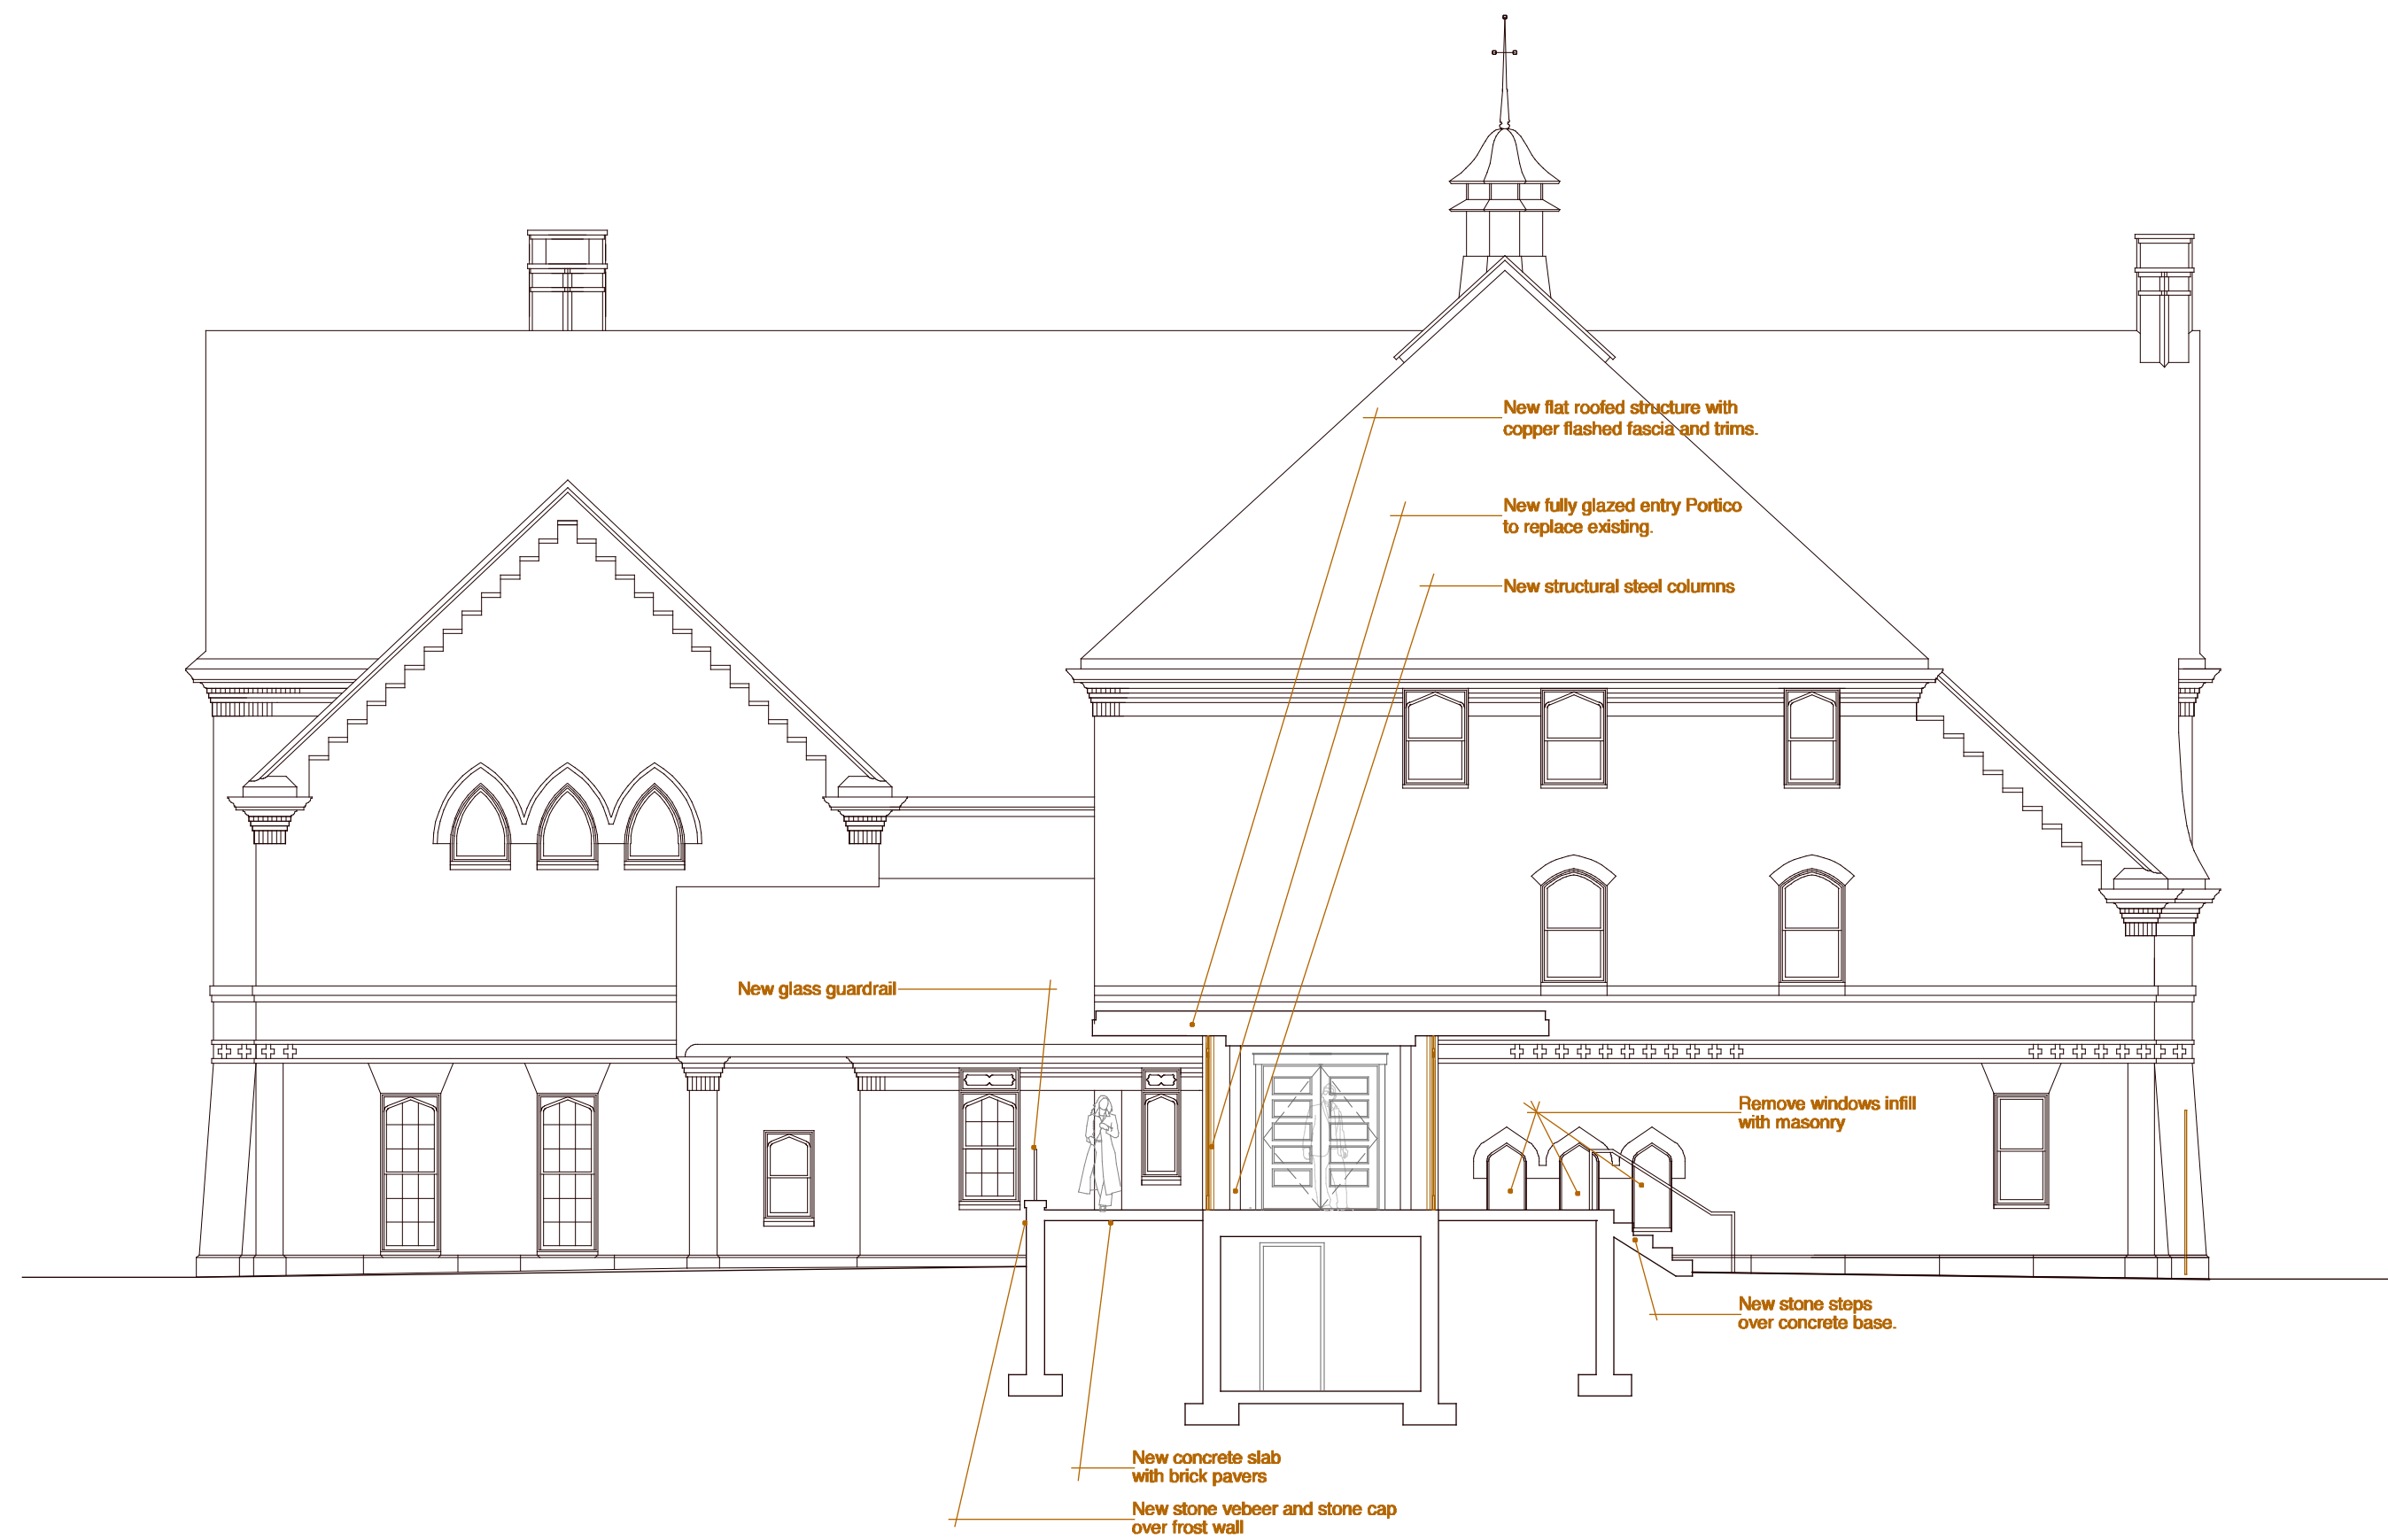 New flat roofed structure with
copper flashed fascia and trims.
New fully glazed entry Portico
to replace existing.
New structural steel columns
New glass guardrail
Remove windows infill
with masonry
New stone steps
over concrete base.
New concrete slab
with brick pavers
New stone vebeer and stone cap
over frost wall